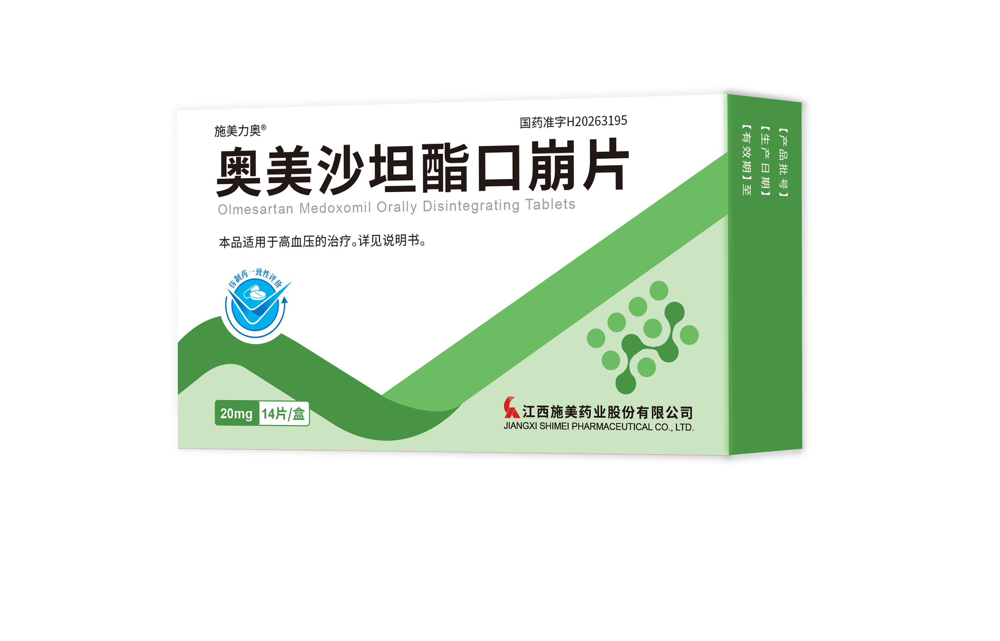 施美力奥®
国药准字H20263195
奥美沙坦酯口崩片
Olmesartan Medoxomil Orally Disintegrating Tablets
本品适用于高血压的治疗。详见说明书。
仿制药一致性评价
20mg 14片/盒
江西施美药业股份有限公司
JIANGXI SHIMEI PHARMACEUTICAL CO., LTD.
【产品批号】
【生产日期】
【有效期】至